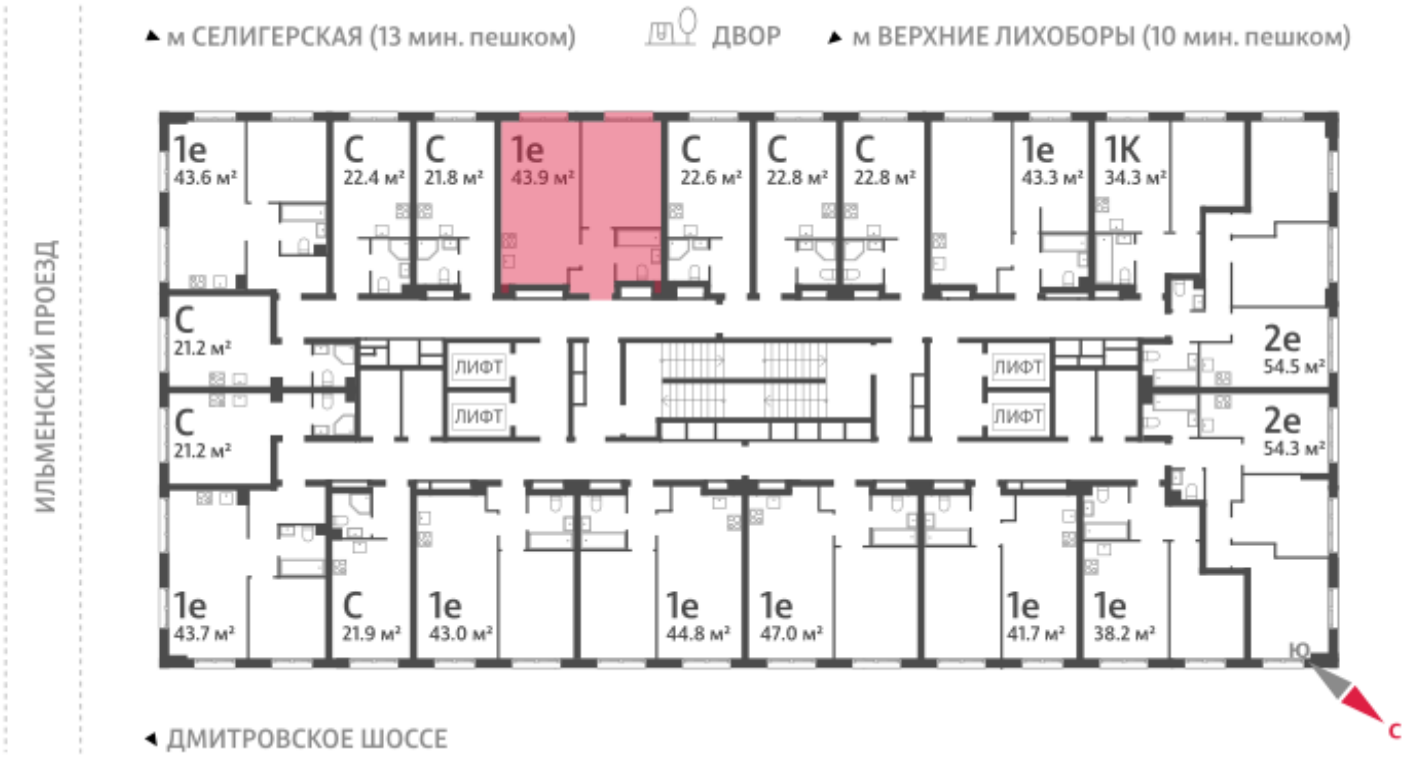 м СЕЛИГЕРСКАЯ (13 мин. пешком)
ДВОР
м ВЕРХНИЕ ЛИХОБОРЫ (10 мин. пешком)
ИЛЬМЕНСКИЙ ПРОЕЗД
1е
43.6 м²
С
22.4 м²
С
21.8 м²
1е
43.9 м²
С
22.6 м²
С
22.8 м²
С
22.8 м²
1е
43.3 м²
1К
34.3 м²
С
21.2 м²
ЛИФТ
ЛИФТ
2е
54.5 м²
С
21.2 м²
ЛИФТ
ЛИФТ
2е
54.3 м²
1е
43.7 м²
С
21.9 м²
1е
43.0 м²
1е
44.8 м²
1е
47.0 м²
1е
41.7 м²
1е
38.2 м²
Ю
С
ДМИТРОВСКОЕ ШОССЕ